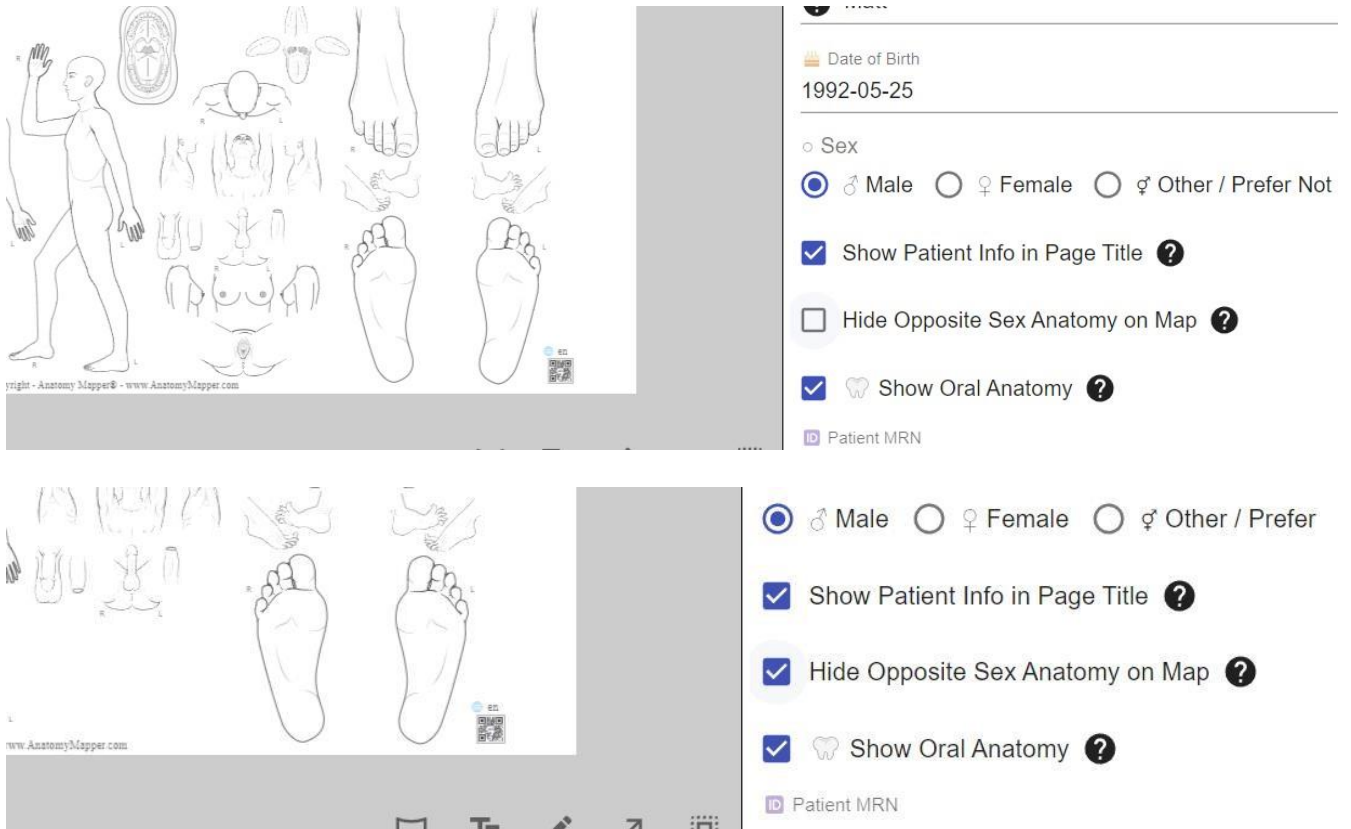 Date of Birth
1992-05-25
Sex
Male Female Other / Prefer Not
Show Patient Info in Page Title ?
Hide Opposite Sex Anatomy on Map ?
Show Oral Anatomy ?
ID Patient MRN
R
L
R
L
R
L
R
L
R L
R
L
R
L
en
yright - Anatomy Mapper® - www.AnatomyMapper.com
Male Female Other / Prefer
Show Patient Info in Page Title ?
Hide Opposite Sex Anatomy on Map ?
Show Oral Anatomy ?
ID Patient MRN
R
L
R L
L
en
ww.AnatomyMapper.com